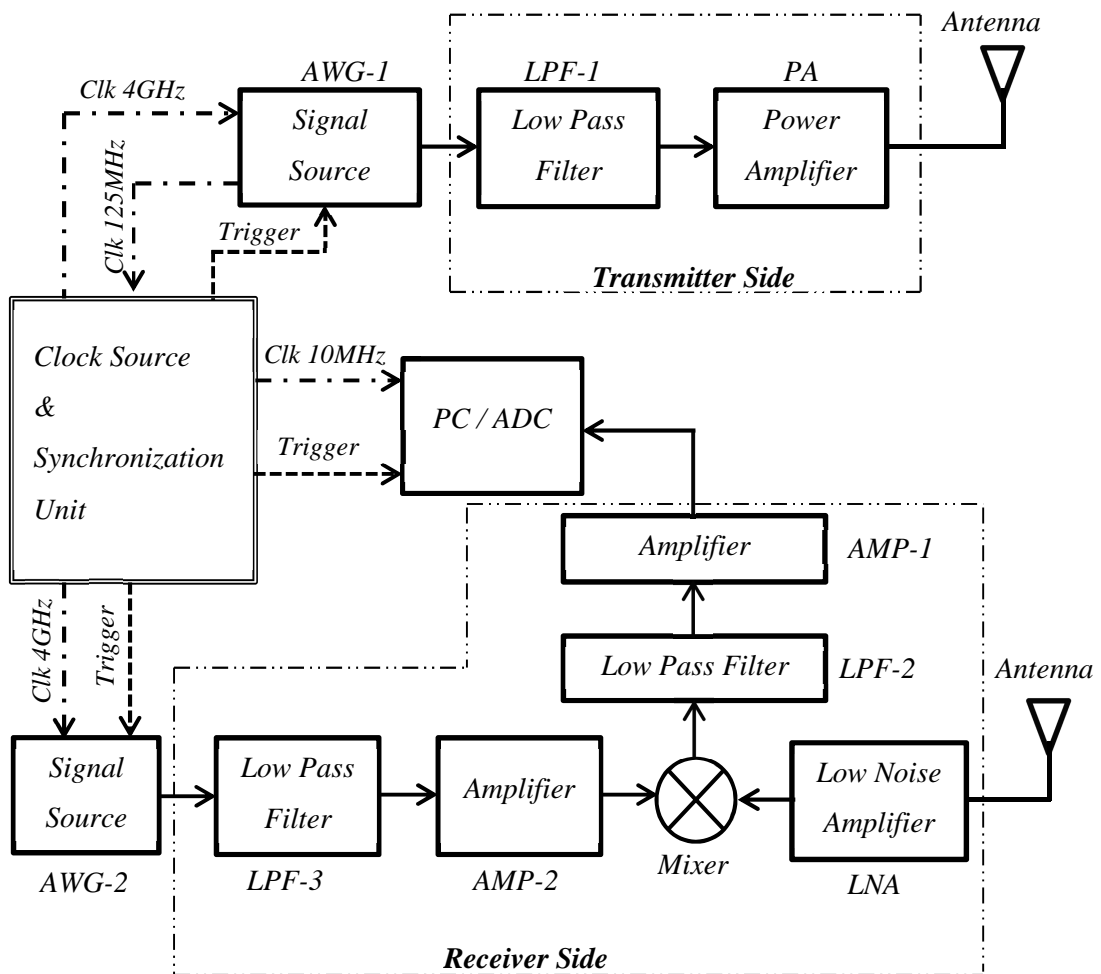 Antenna
AWG-1
LPF-1
PA
Clk 4GHz
Signal
Source
Low Pass
Filter
Power
Amplifier
Clk 125MHz
Trigger
Transmitter Side
Clock Source
&
Synchronization
Unit
Clk 10MHz
Trigger
PC / ADC
Amplifier
AMP-1
Low Pass Filter
LPF-2
Clk 4GHz
Trigger
Antenna
Signal
Source
Low Pass
Filter
Amplifier
Low Noise
Amplifier
Mixer
AWG-2
LPF-3
AMP-2
LNA
Receiver Side